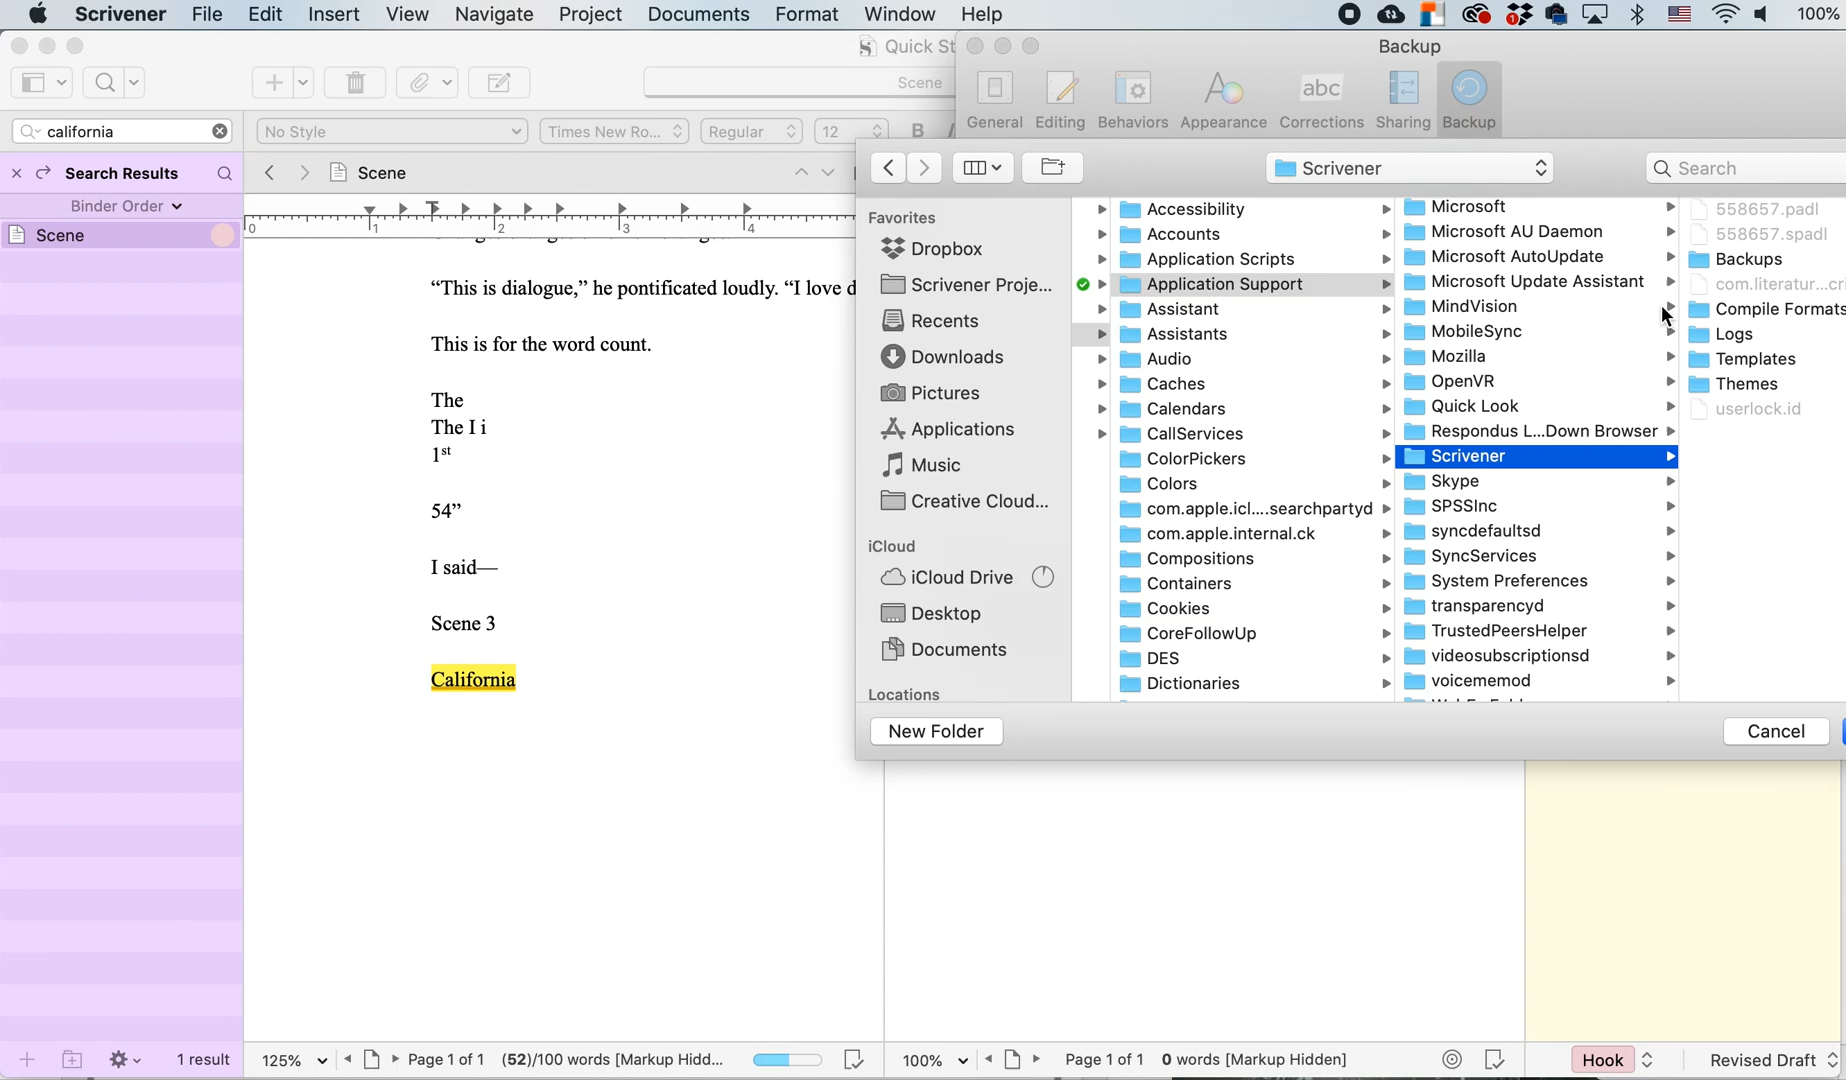 Scrivener File Edit Insert View Navigate Project Documents Format Window Help 100%
Quick St
Backup
Scene
General Editing Behaviors Appearance Corrections Sharing Backup
california
No Style Times New Ro... Regular 12 B
Search Results
Scene
Scrivener
Search
Binder Order
Scene
0 1 2 3 4
“This is dialogue,” he pontificated loudly. “I love d
This is for the word count.
The
The I i
1st
54”
I said—
Scene 3
California
Favorites
Dropbox
Scrivener Proje...
Recents
Downloads
Pictures
Applications
Music
Creative Cloud...
iCloud
iCloud Drive
Desktop
Documents
Locations
Accessibility
Accounts
Application Scripts
Application Support
Assistant
Assistants
Audio
Caches
Calendars
CallServices
ColorPickers
Colors
com.apple.icl....searchpartyd
com.apple.internal.ck
Compositions
Containers
Cookies
CoreFollowUp
DES
Dictionaries
Microsoft
Microsoft AU Daemon
Microsoft AutoUpdate
Microsoft Update Assistant
MindVision
MobileSync
Mozilla
OpenVR
Quick Look
Respondus L...Down Browser
Scrivener
Skype
SPSSInc
syncdefaultsd
SyncServices
System Preferences
transparencyd
TrustedPeersHelper
videosubscriptionsd
voicememod
558657.padl
558657.spadl
Backups
com.literatur...cri
Compile Formats
Logs
Templates
Themes
userlock.id
New Folder
Cancel
1 result
125% Page 1 of 1 (52)/100 words [Markup Hidd...
100% Page 1 of 1 0 words [Markup Hidden]
Hook Revised Draft